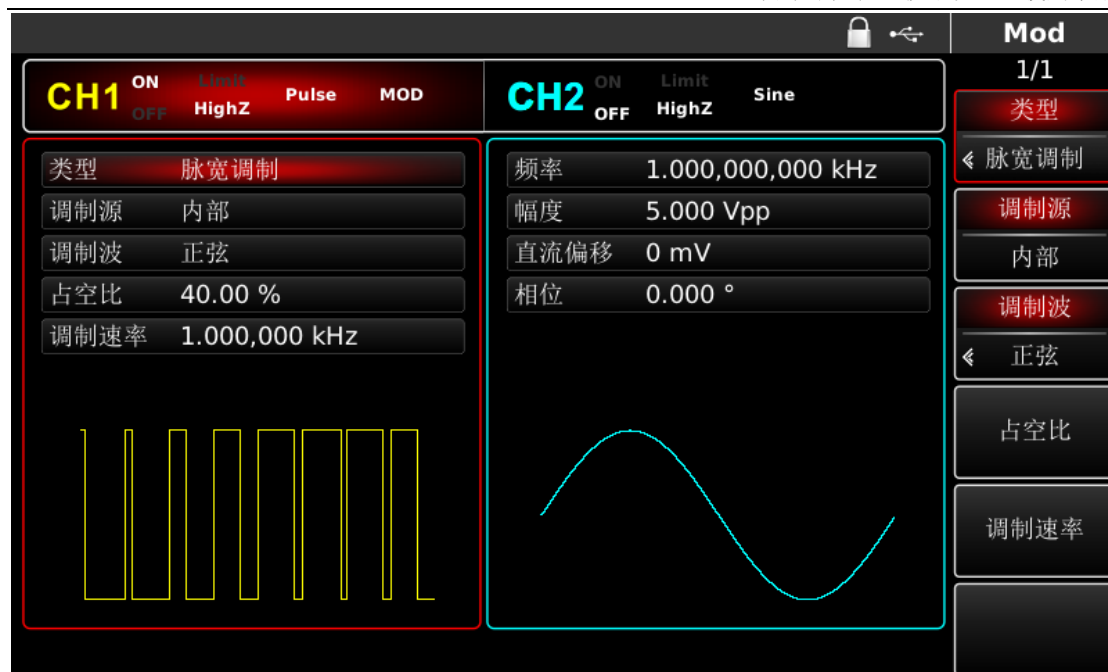 Mod
1/1
CH1 ON OFF Limit HighZ Pulse MOD
CH2 ON OFF Limit HighZ Sine
类型 脉宽调制
调制源 内部
调制波 正弦
占空比 40.00 %
调制速率 1.000,000 kHz
频率 1.000,000,000 kHz
幅度 5.000 Vpp
直流偏移 0 mV
相位 0.000 °
类型
脉宽调制
调制源
内部
调制波
正弦
占空比
调制速率